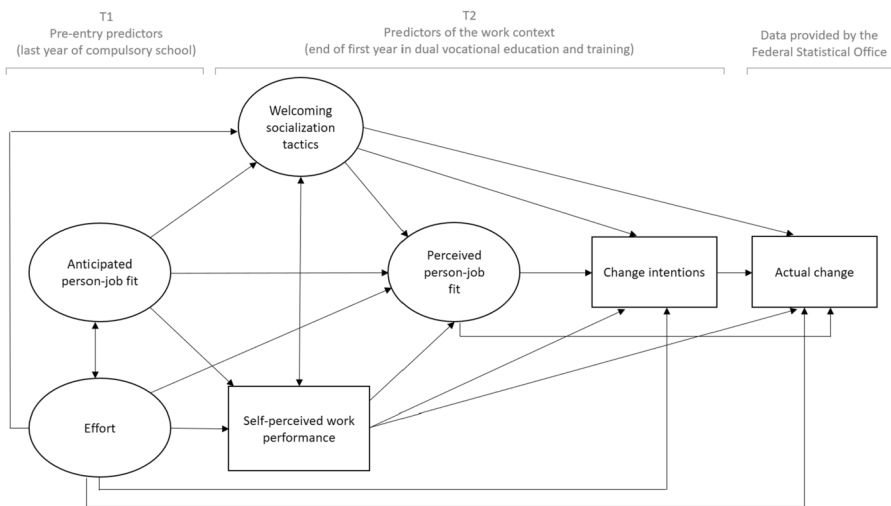 T1
Pre-entry predictors
(last year of compulsory school)
T2
Predictors of the work context
(end of first year in dual vocational education and training)
Data provided by the
Federal Statistical Office
Welcoming
socialization
tactics
Anticipated
person-job fit
Perceived
person-job
fit
Change intentions
Actual change
Effort
Self-perceived work
performance